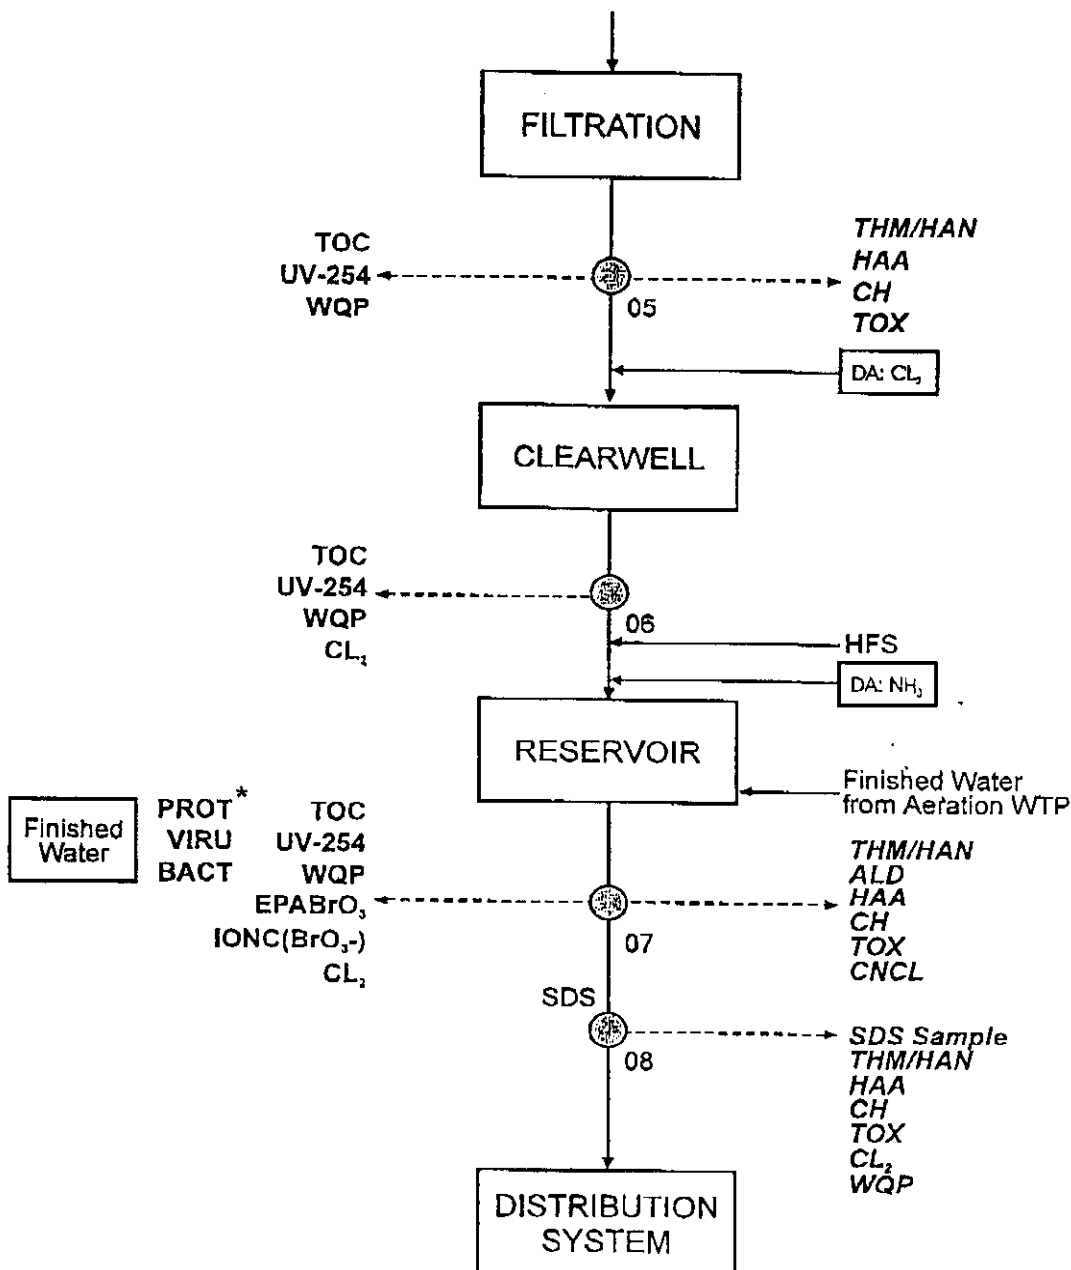 FILTRATION
TOC
UV-254
WQP
05
THM/HAN
HAA
CH
TOX
DA: CL₂
CLEARWELL
TOC
UV-254
WQP
CL₂
06
HFS
DA: NH₃
RESERVOIR
Finished Water
from Aeration WTP
Finished
Water
PROT*
VIRU
BACT
TOC
UV-254
WQP
EPABrO₃
IONC(BrO₃-)
CL₂
07
THM/HAN
ALD
HAA
CH
TOX
CNCL
SDS
08
SDS Sample
THM/HAN
HAA
CH
TOX
CL₂
WQP
DISTRIBUTION
SYSTEM